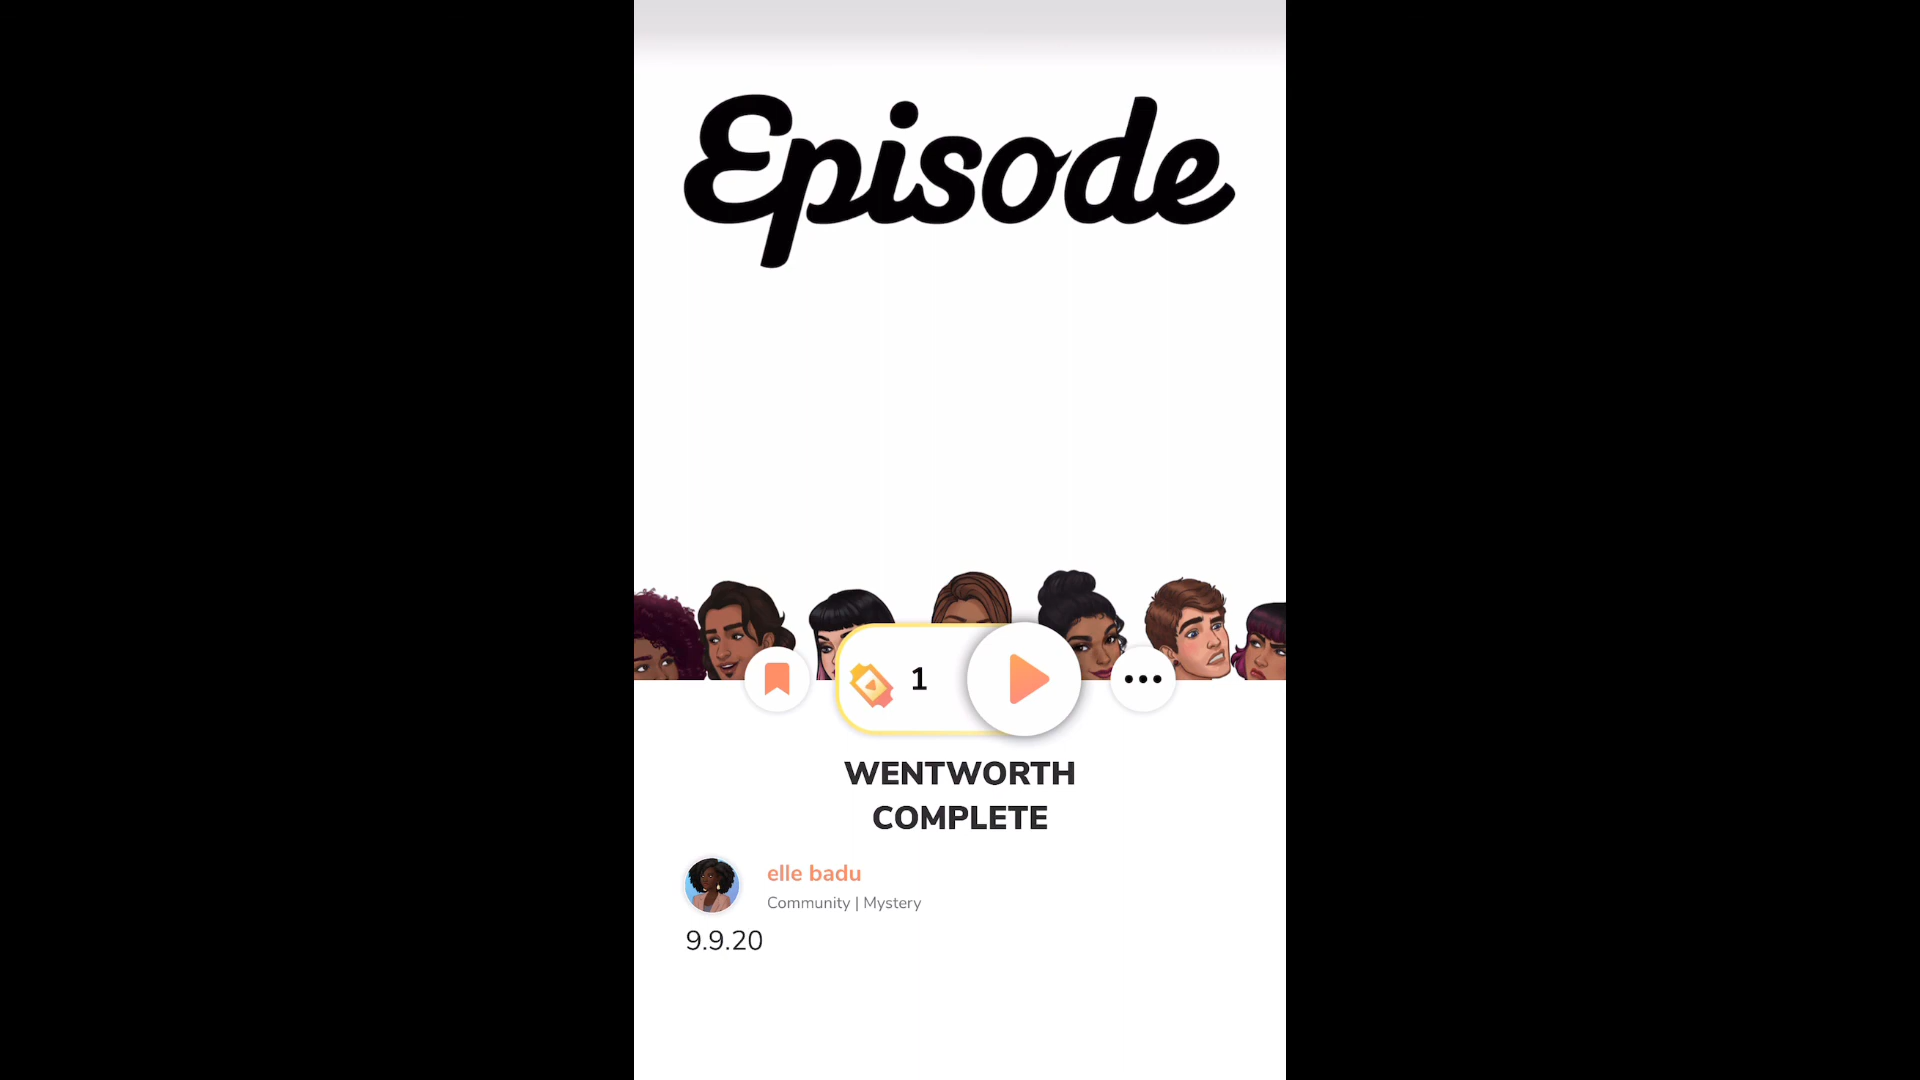 Episode
1
WENTWORTH
COMPLETE
elle badu
Community | Mystery
9.9.20